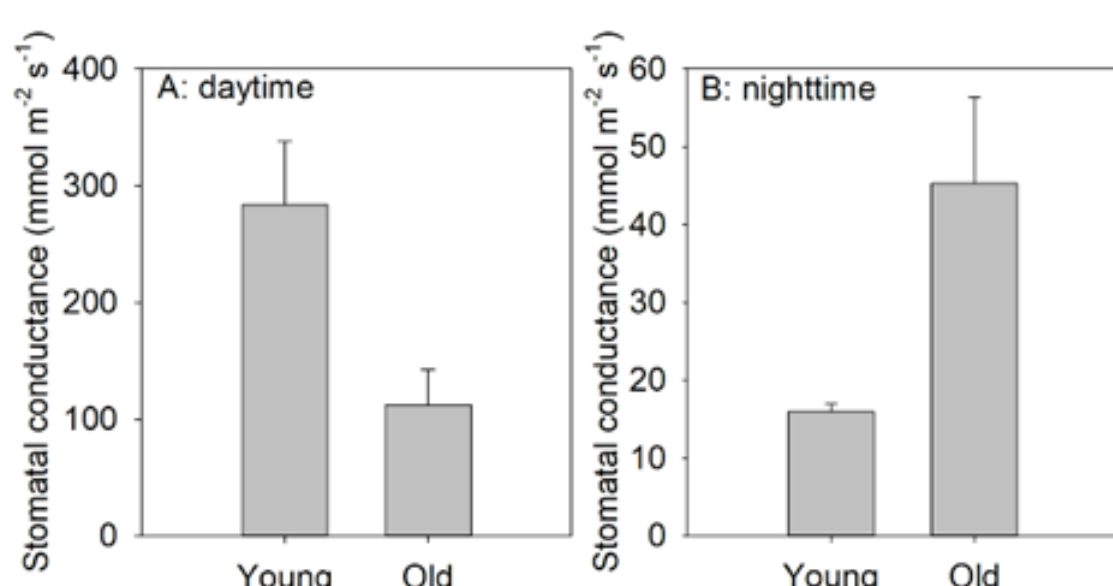 Stomatal conductance (mmol m⁻² s⁻¹)
400
300
200
100
0
A: daytime
Young Old
Stomatal conductance (mmol m⁻² s⁻¹)
60
50
40
30
20
10
0
B: nighttime
Young Old